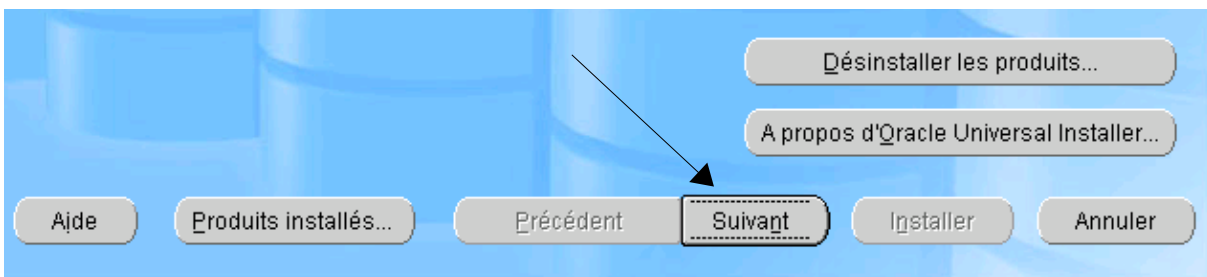 Désinstaller les produits...
A propos d'Oracle Universal Installer...
Aide
Produits installés...
Précédent
Suivant
Installer
Annuler